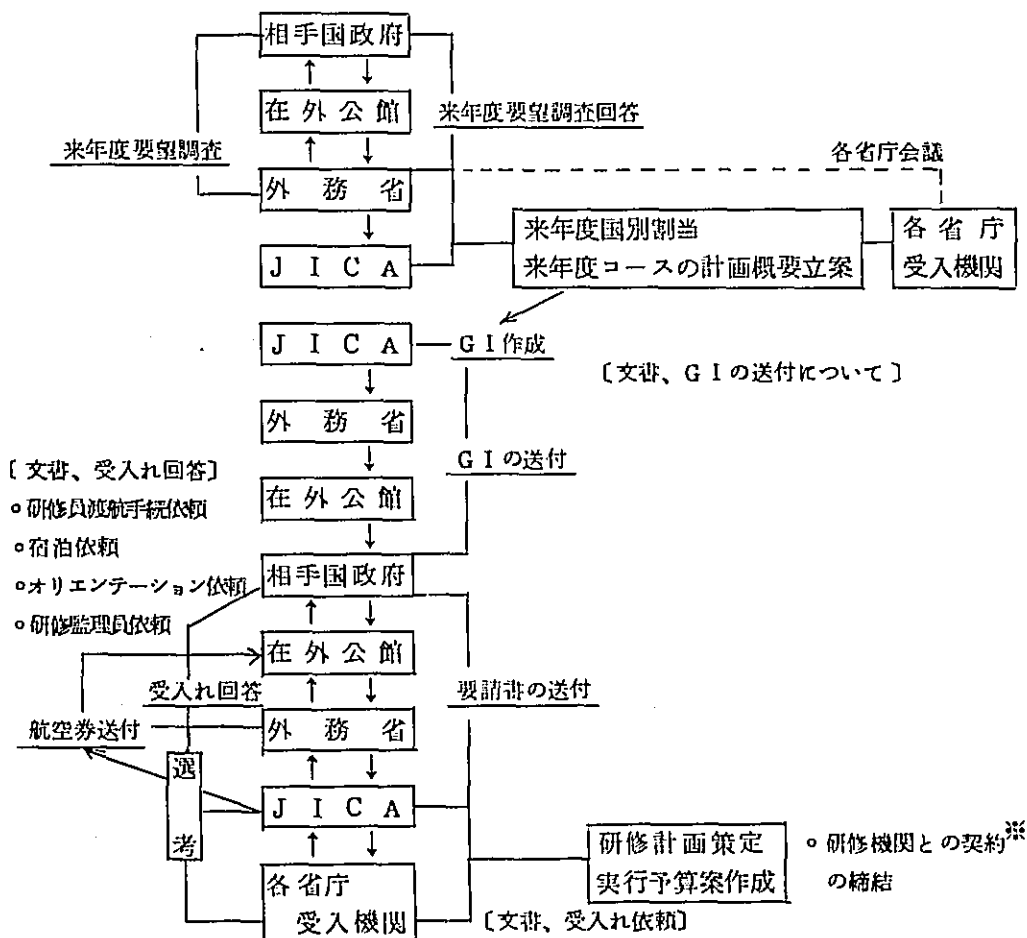 相手国政府
↑ ↓
在外公館
来年度要望調査回答
来年度要望調査
↑ ↓
各省庁会議
外務省
↓
来年度国別割当
来年度コースの計画概要立案
各省庁
受入機関
JICA
JICA
GI作成
〔文書、GIの送付について〕
↓
外務省
↓
GIの送付
〔文書、受入れ回答〕
在外公館
◦研修員渡航手続依頼
↓
◦宿泊依頼
相手国政府
◦オリエンテーション依頼
↑ ↓
◦研修監理員依頼
在外公館
↑ ↓
受入れ回答
要請書の送付
航空券送付
外務省
↑ ↓
選考
JICA
↑ ↓
研修計画策定
実行予算案作成
◦研修機関との契約※
の締結
各省庁
受入機関
〔文書、受入れ依頼〕